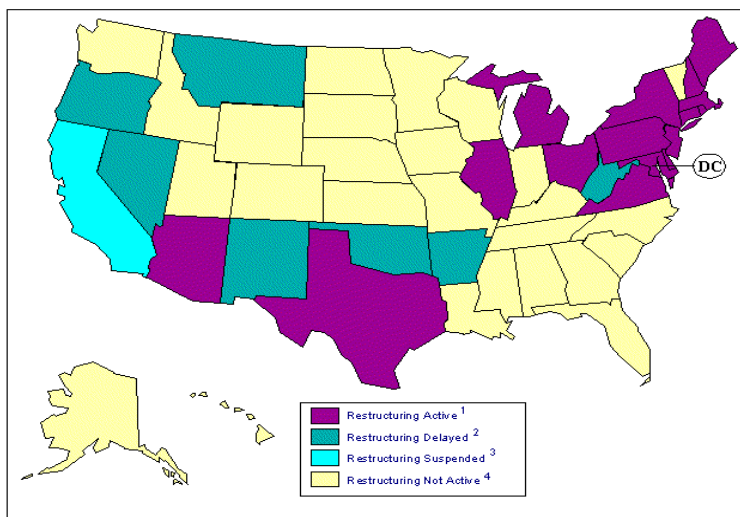 DC
Restructuring Active 1
Restructuring Delayed 2
Restructuring Suspended 3
Restructuring Not Active 4